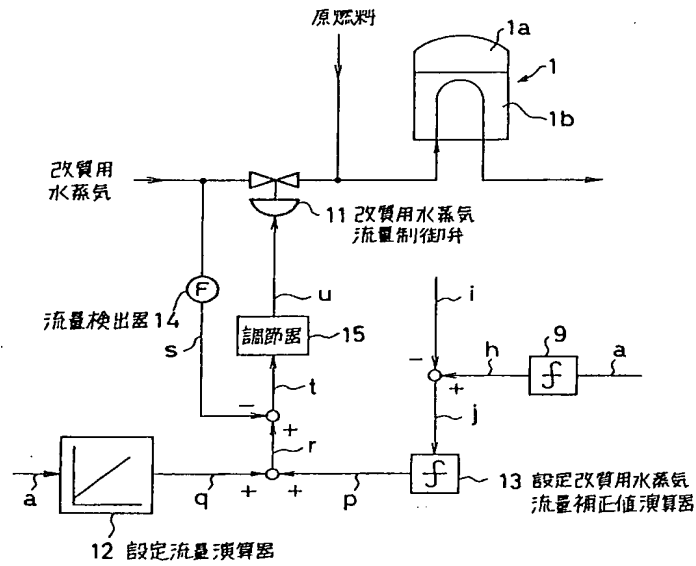 原燃料
1a
1
1b
改質用
水蒸気
11 改質用水蒸気
流量制御弁
F
流量検出器14
u
i
調節器
15
9
s
t
−
h
a
∫
+
−
+
j
r
a
q
p
+
+
∫
13 設定改質用水蒸気
流量補正値演算器
12 設定流量演算器